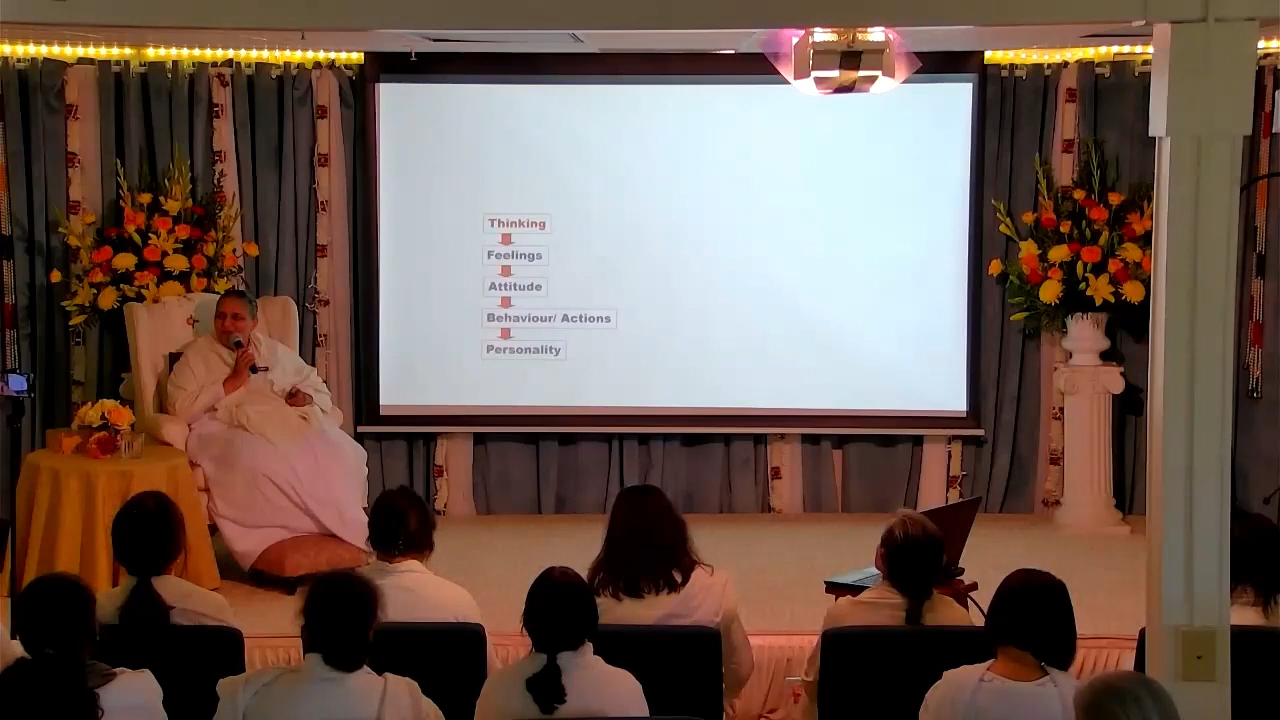 Thinking
Feelings
Attitude
Behaviour/ Actions
Personality